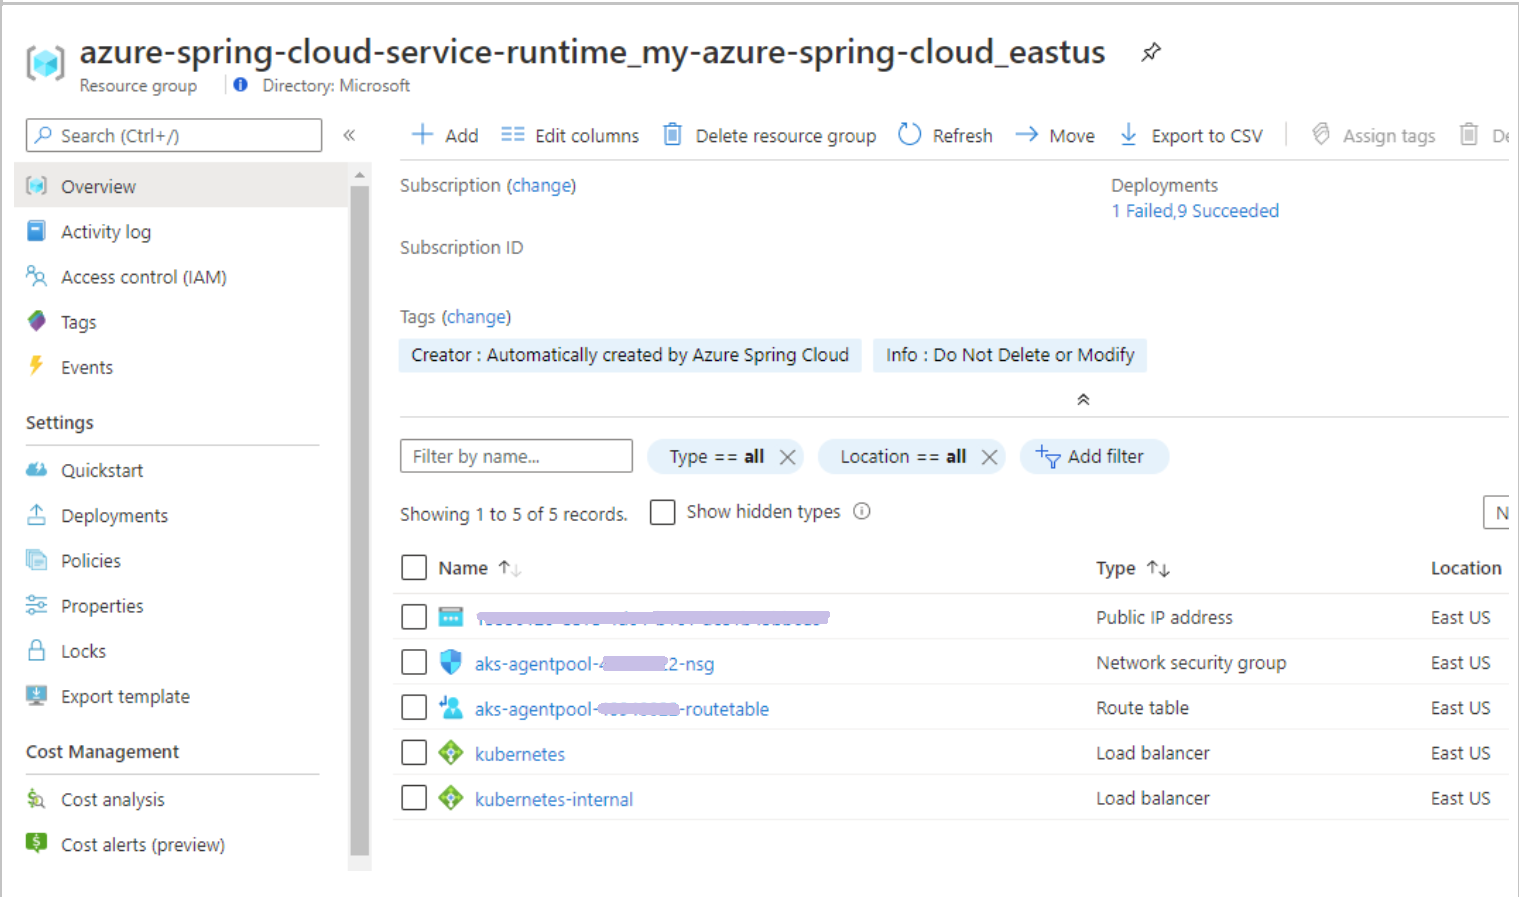 azure-spring-cloud-service-runtime_my-azure-spring-cloud_eastus
Resource group
Directory: Microsoft
Search (Ctrl+/)
«
Add
Edit columns
Delete resource group
Refresh
Move
Export to CSV
Assign tags
De
Overview
Activity log
Access control (IAM)
Tags
Events
Settings
Quickstart
Deployments
Policies
Properties
Locks
Export template
Cost Management
Cost analysis
Cost alerts (preview)
Subscription (change)
Deployments
1 Failed,9 Succeeded
Subscription ID
Tags (change)
Creator : Automatically created by Azure Spring Cloud
Info : Do Not Delete or Modify
Filter by name...
Type == all
Location == all
Add filter
Showing 1 to 5 of 5 records.
Show hidden types
N
Name ↑↓
Type ↑↓
Location
Public IP address
East US
aks-agentpool- 2-nsg
Network security group
East US
aks-agentpool- -routetable
Route table
East US
kubernetes
Load balancer
East US
kubernetes-internal
Load balancer
East US